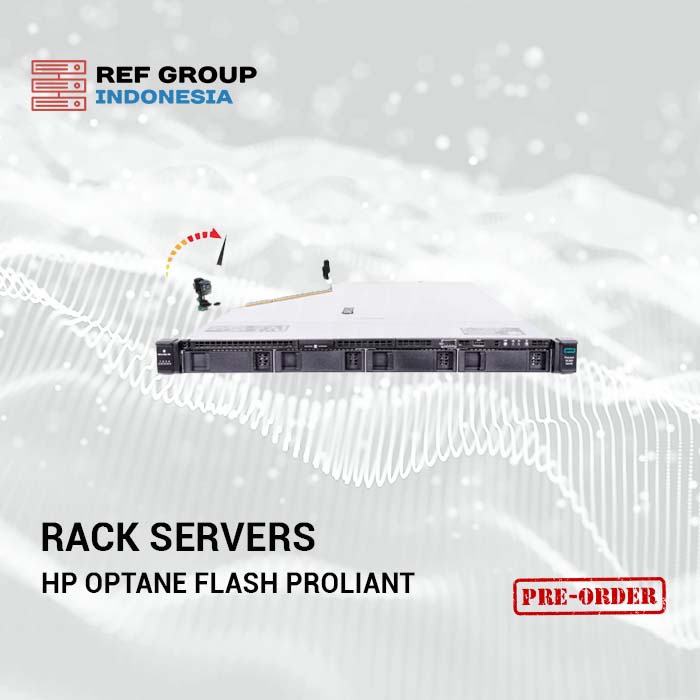 REF GROUP
INDONESIA
RACK SERVERS
HP OPTANE FLASH PROLIANT
PRE-ORDER